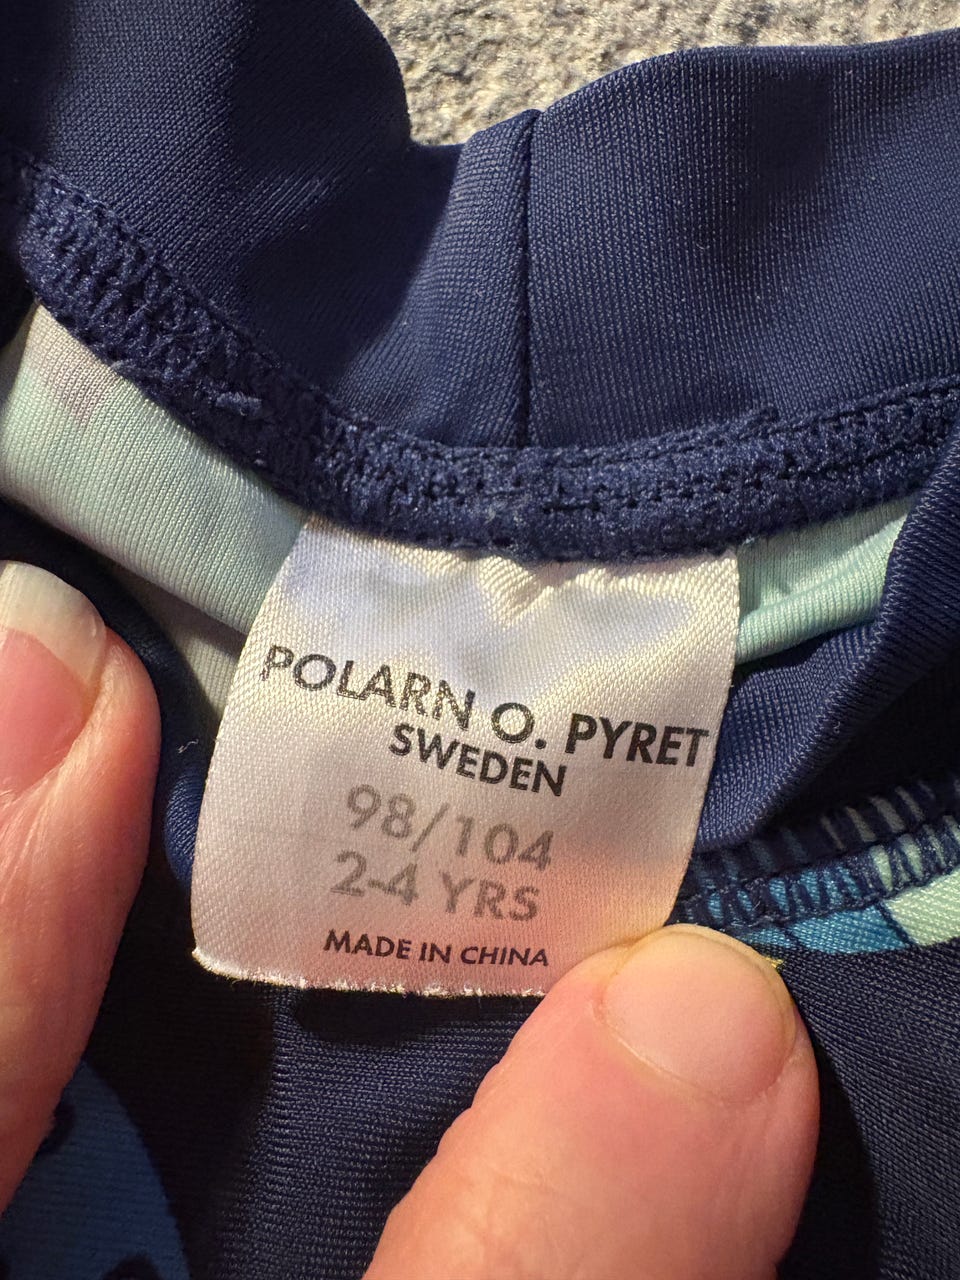 POLARN O. PYRET
SWEDEN
98/104
2-4 YRS
MADE IN CHINA